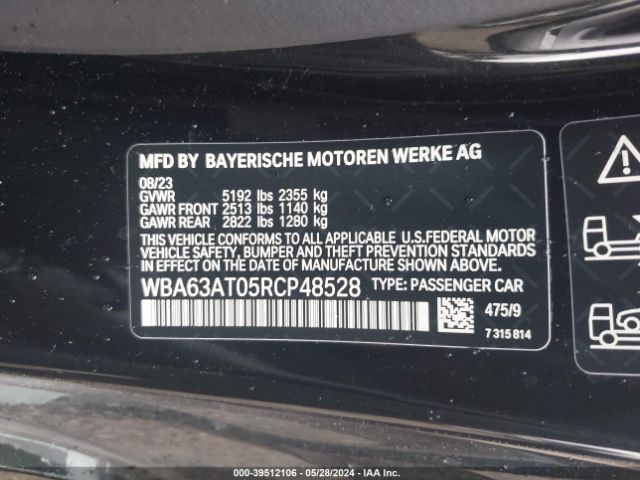 MFD BY BAYERISCHE MOTOREN WERKE AG
08/23
GVWR 5192 lbs 2355 kg
GAWR FRONT 2513 lbs 1140 kg
GAWR REAR 2822 lbs 1280 kg
THIS VEHICLE CONFORMS TO ALL APPLICABLE U.S.FEDERAL MOTOR
VEHICLE SAFETY, BUMPER AND THEFT PREVENTION STANDARDS
IN EFFECT ON THE DATE OF MANUFACTURE SHOWN ABOVE.
WBA63AT05RCP48528 TYPE: PASSENGER CAR
475/9
7 315 814
000-39512106 — 05/28/2024 — IAA Inc.